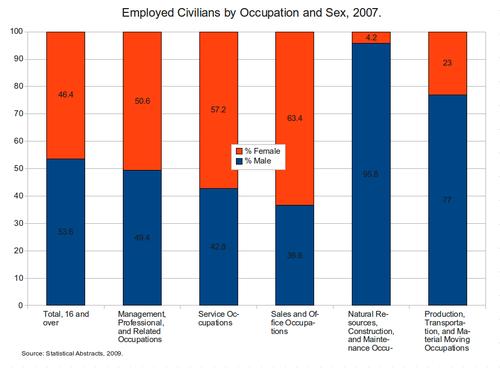 Employed Civilians by Occupation and Sex, 2007.
100
90
80
70
60
50
40
30
20
10
0
46.4
50.6
57.2
63.4
4.2
23
% Female
% Male
53.6
49.4
42.8
36.6
95.8
77
Total, 16 and
over
Management,
Professional,
and Related
Occupations
Service Oc-
cupations
Sales and Of-
fice Occupa-
tions
Natural Re-
sources,
Construction,
and Mainte-
nance Occu-
Production,
Transporta-
tion, and Ma-
terial Moving
Occupations
Source: Statistical Abstracts, 2009.